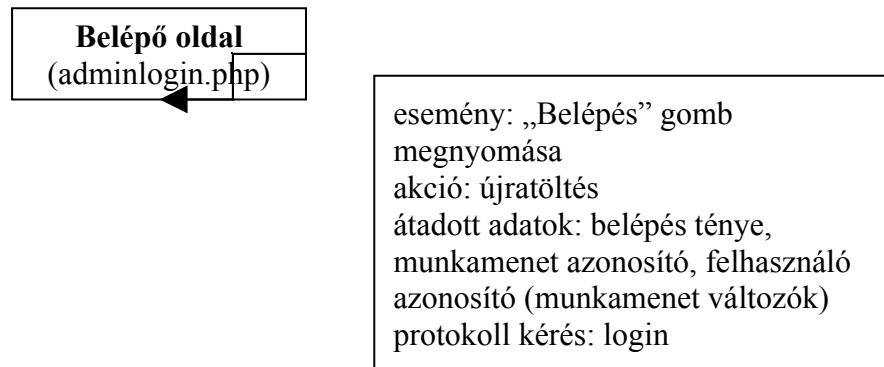 Belépő oldal
(adminlogin.php)
esemény: „Belépés” gomb
megnyomása
akció: újratöltés
átadott adatok: belépés ténye,
munkamenet azonosító, felhasználó
azonosító (munkamenet változók)
protokoll kérés: login